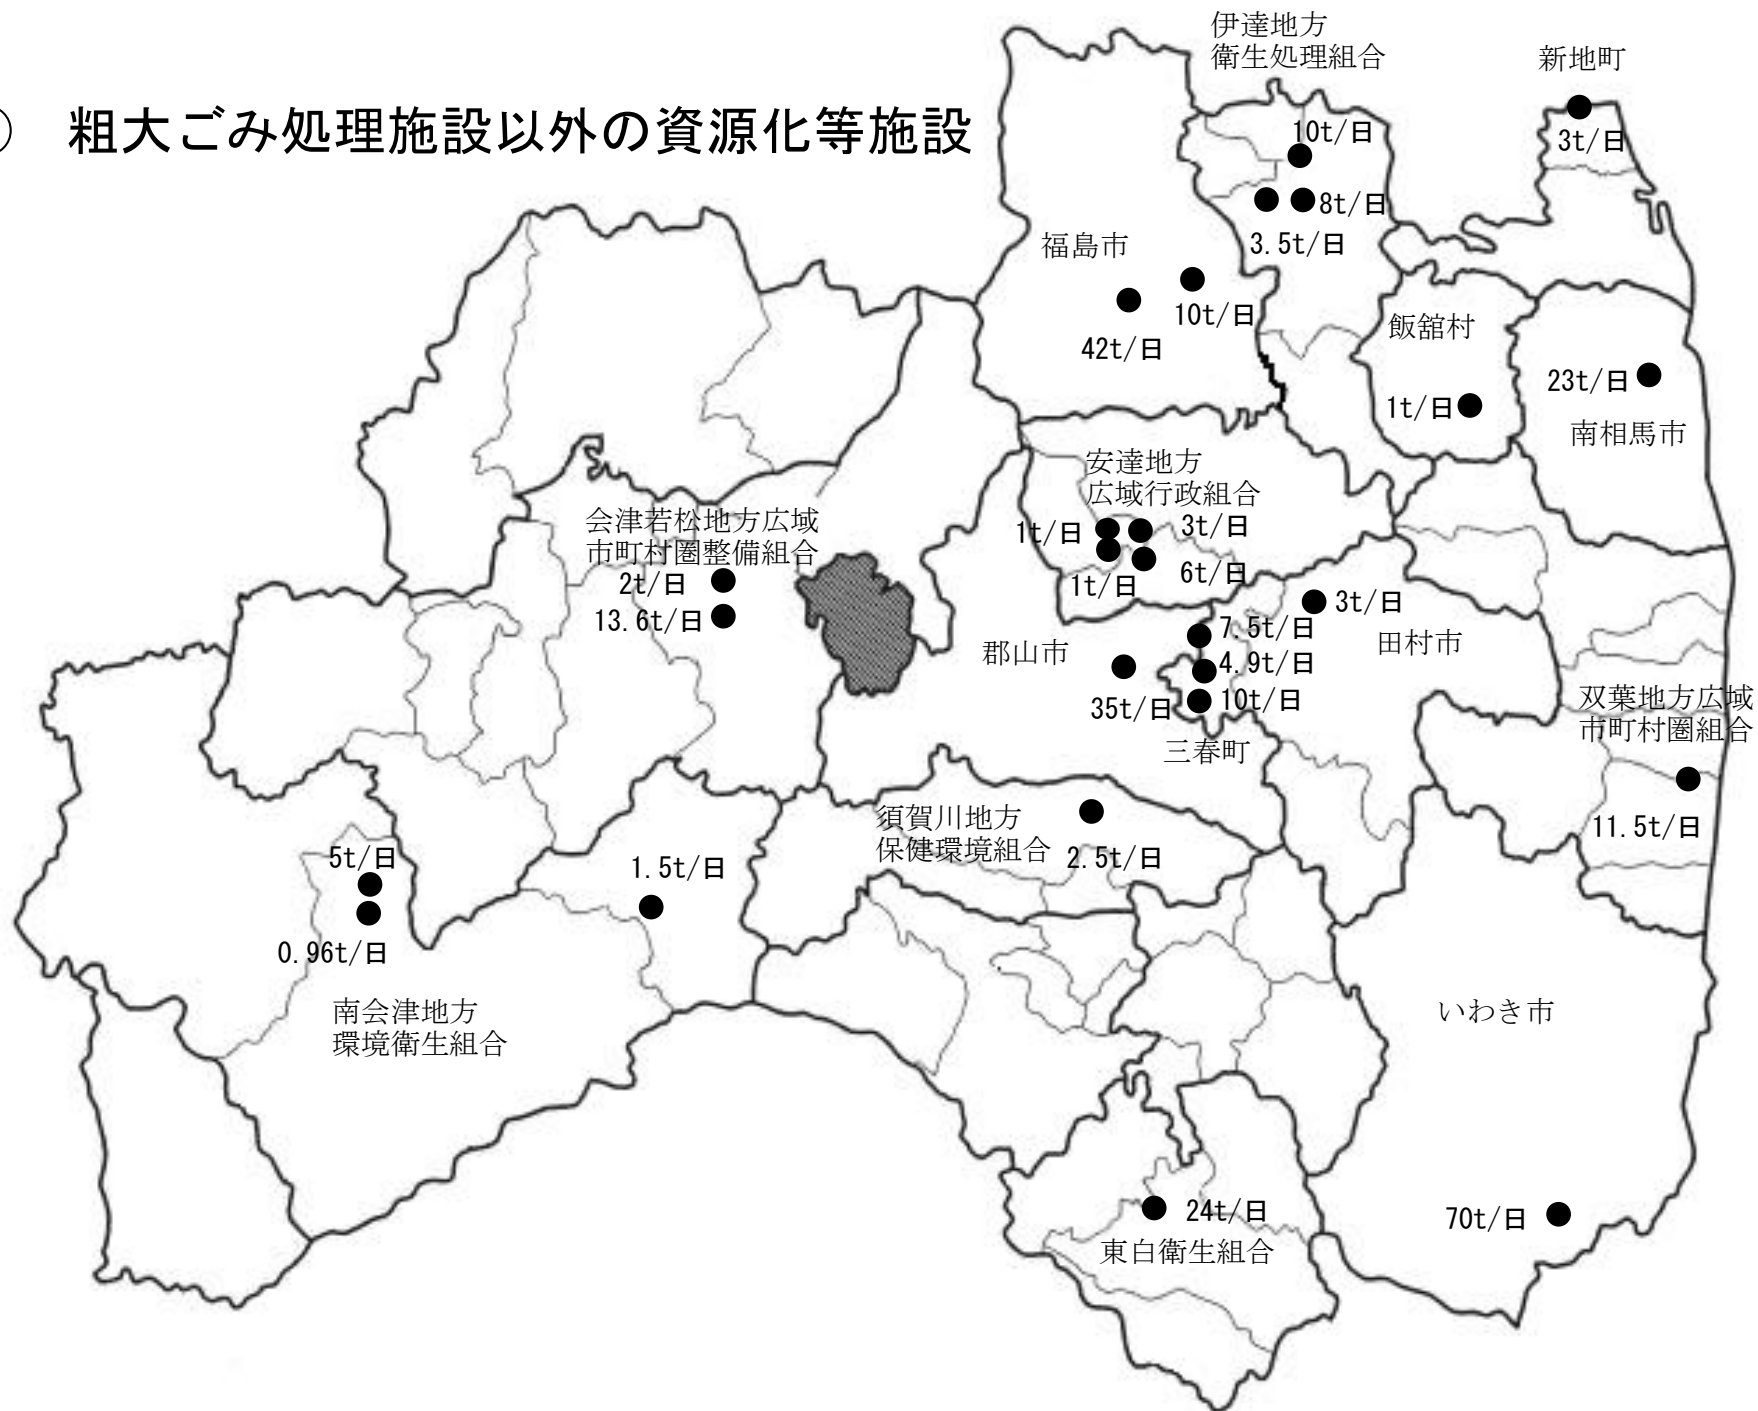 粗大ごみ処理施設以外の資源化等施設
伊達地方
衛生処理組合
新地町
10t/日
3t/日
8t/日
3.5t/日
福島市
10t/日
42t/日
飯舘村
1t/日
23t/日
南相馬市
安達地方
広域行政組合
1t/日
3t/日
1t/日
6t/日
会津若松地方広域
市町村圏整備組合
2t/日
13.6t/日
3t/日
7.5t/日
田村市
郡山市
4.9t/日
35t/日
10t/日
三春町
双葉地方広域
市町村圏組合
11.5t/日
須賀川地方
保健環境組合
2.5t/日
5t/日
1.5t/日
0.96t/日
南会津地方
環境衛生組合
いわき市
24t/日
東白衛生組合
70t/日